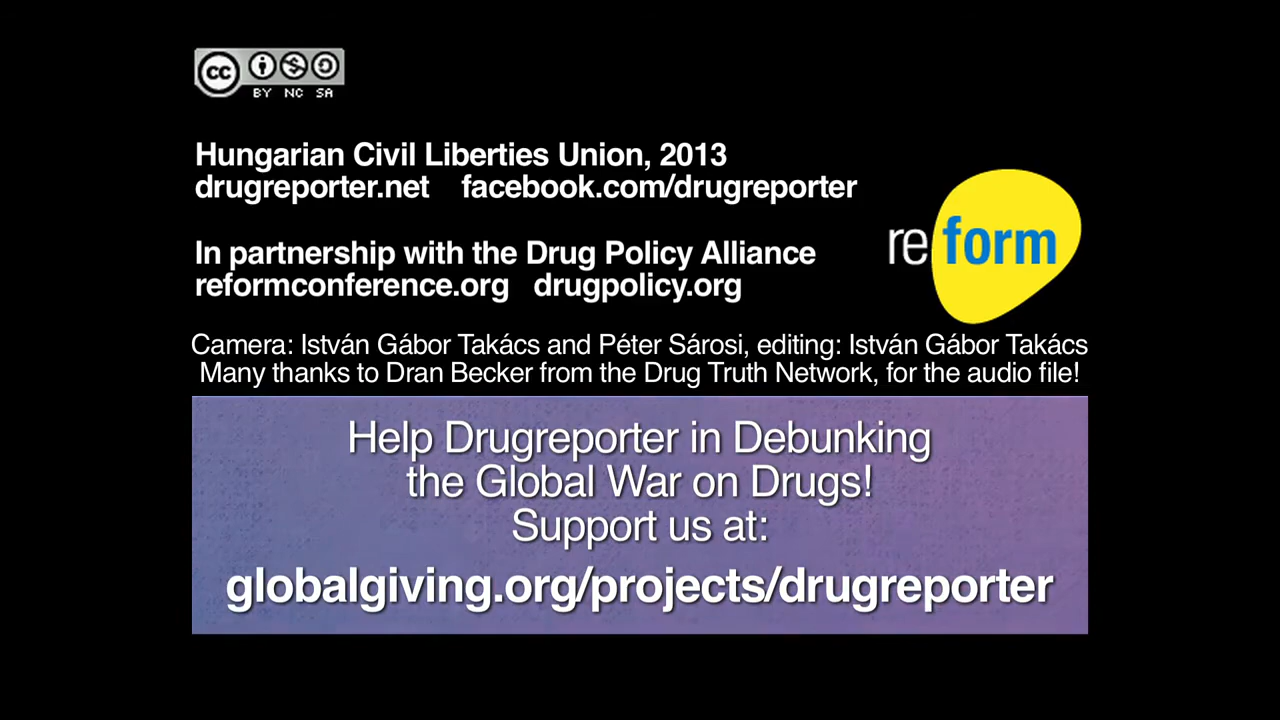 cc
BY NC SA
Hungarian Civil Liberties Union, 2013
drugreporter.net facebook.com/drugreporter
In partnership with the Drug Policy Alliance
reformconference.org drugpolicy.org
reform
Camera: István Gábor Takács and Péter Sárosi, editing: István Gábor Takács
Many thanks to Dran Becker from the Drug Truth Network, for the audio file!
Help Drugreporter in Debunking
the Global War on Drugs!
Support us at:
globalgiving.org/projects/drugreporter